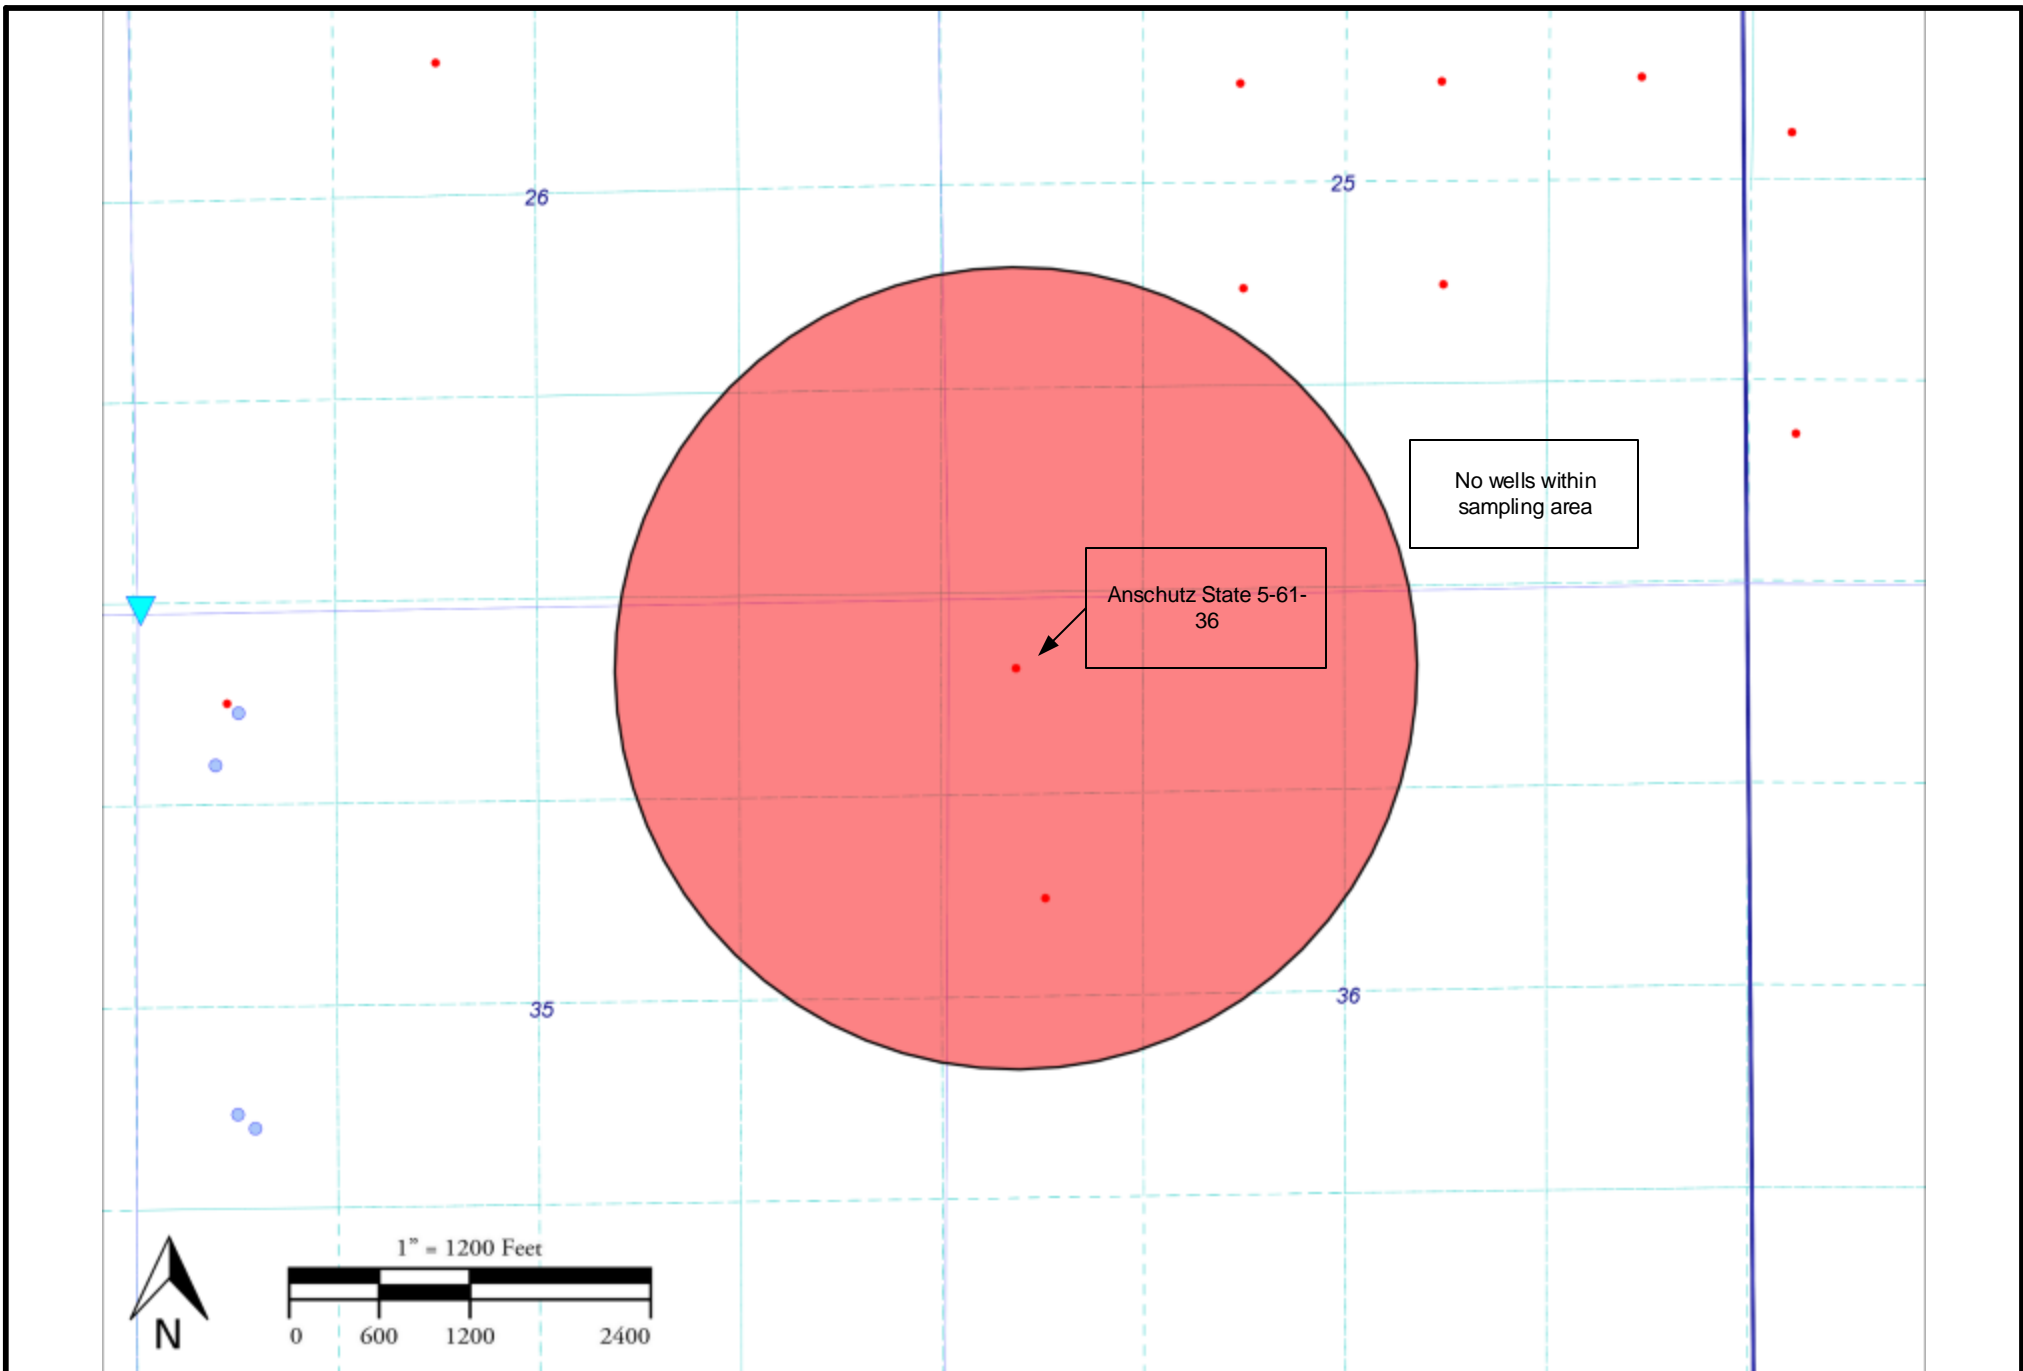 26
25
No wells within
sampling area
Anschutz State 5-61-
36
35
36
1” = 1200 Feet
0 600 1200 2400
N